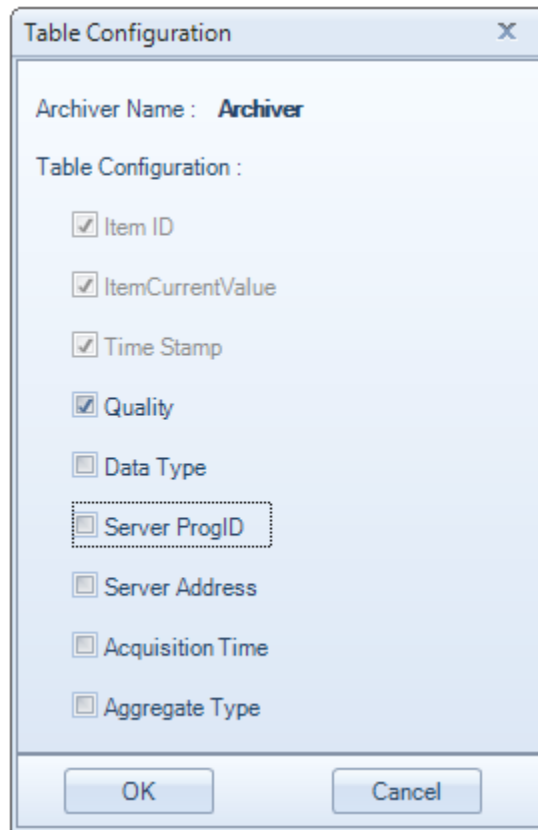 Table Configuration
Archiver Name : Archiver
Table Configuration :
Item ID
ItemCurrentValue
Time Stamp
Quality
Data Type
Server ProgID
Server Address
Acquisition Time
Aggregate Type
OK Cancel